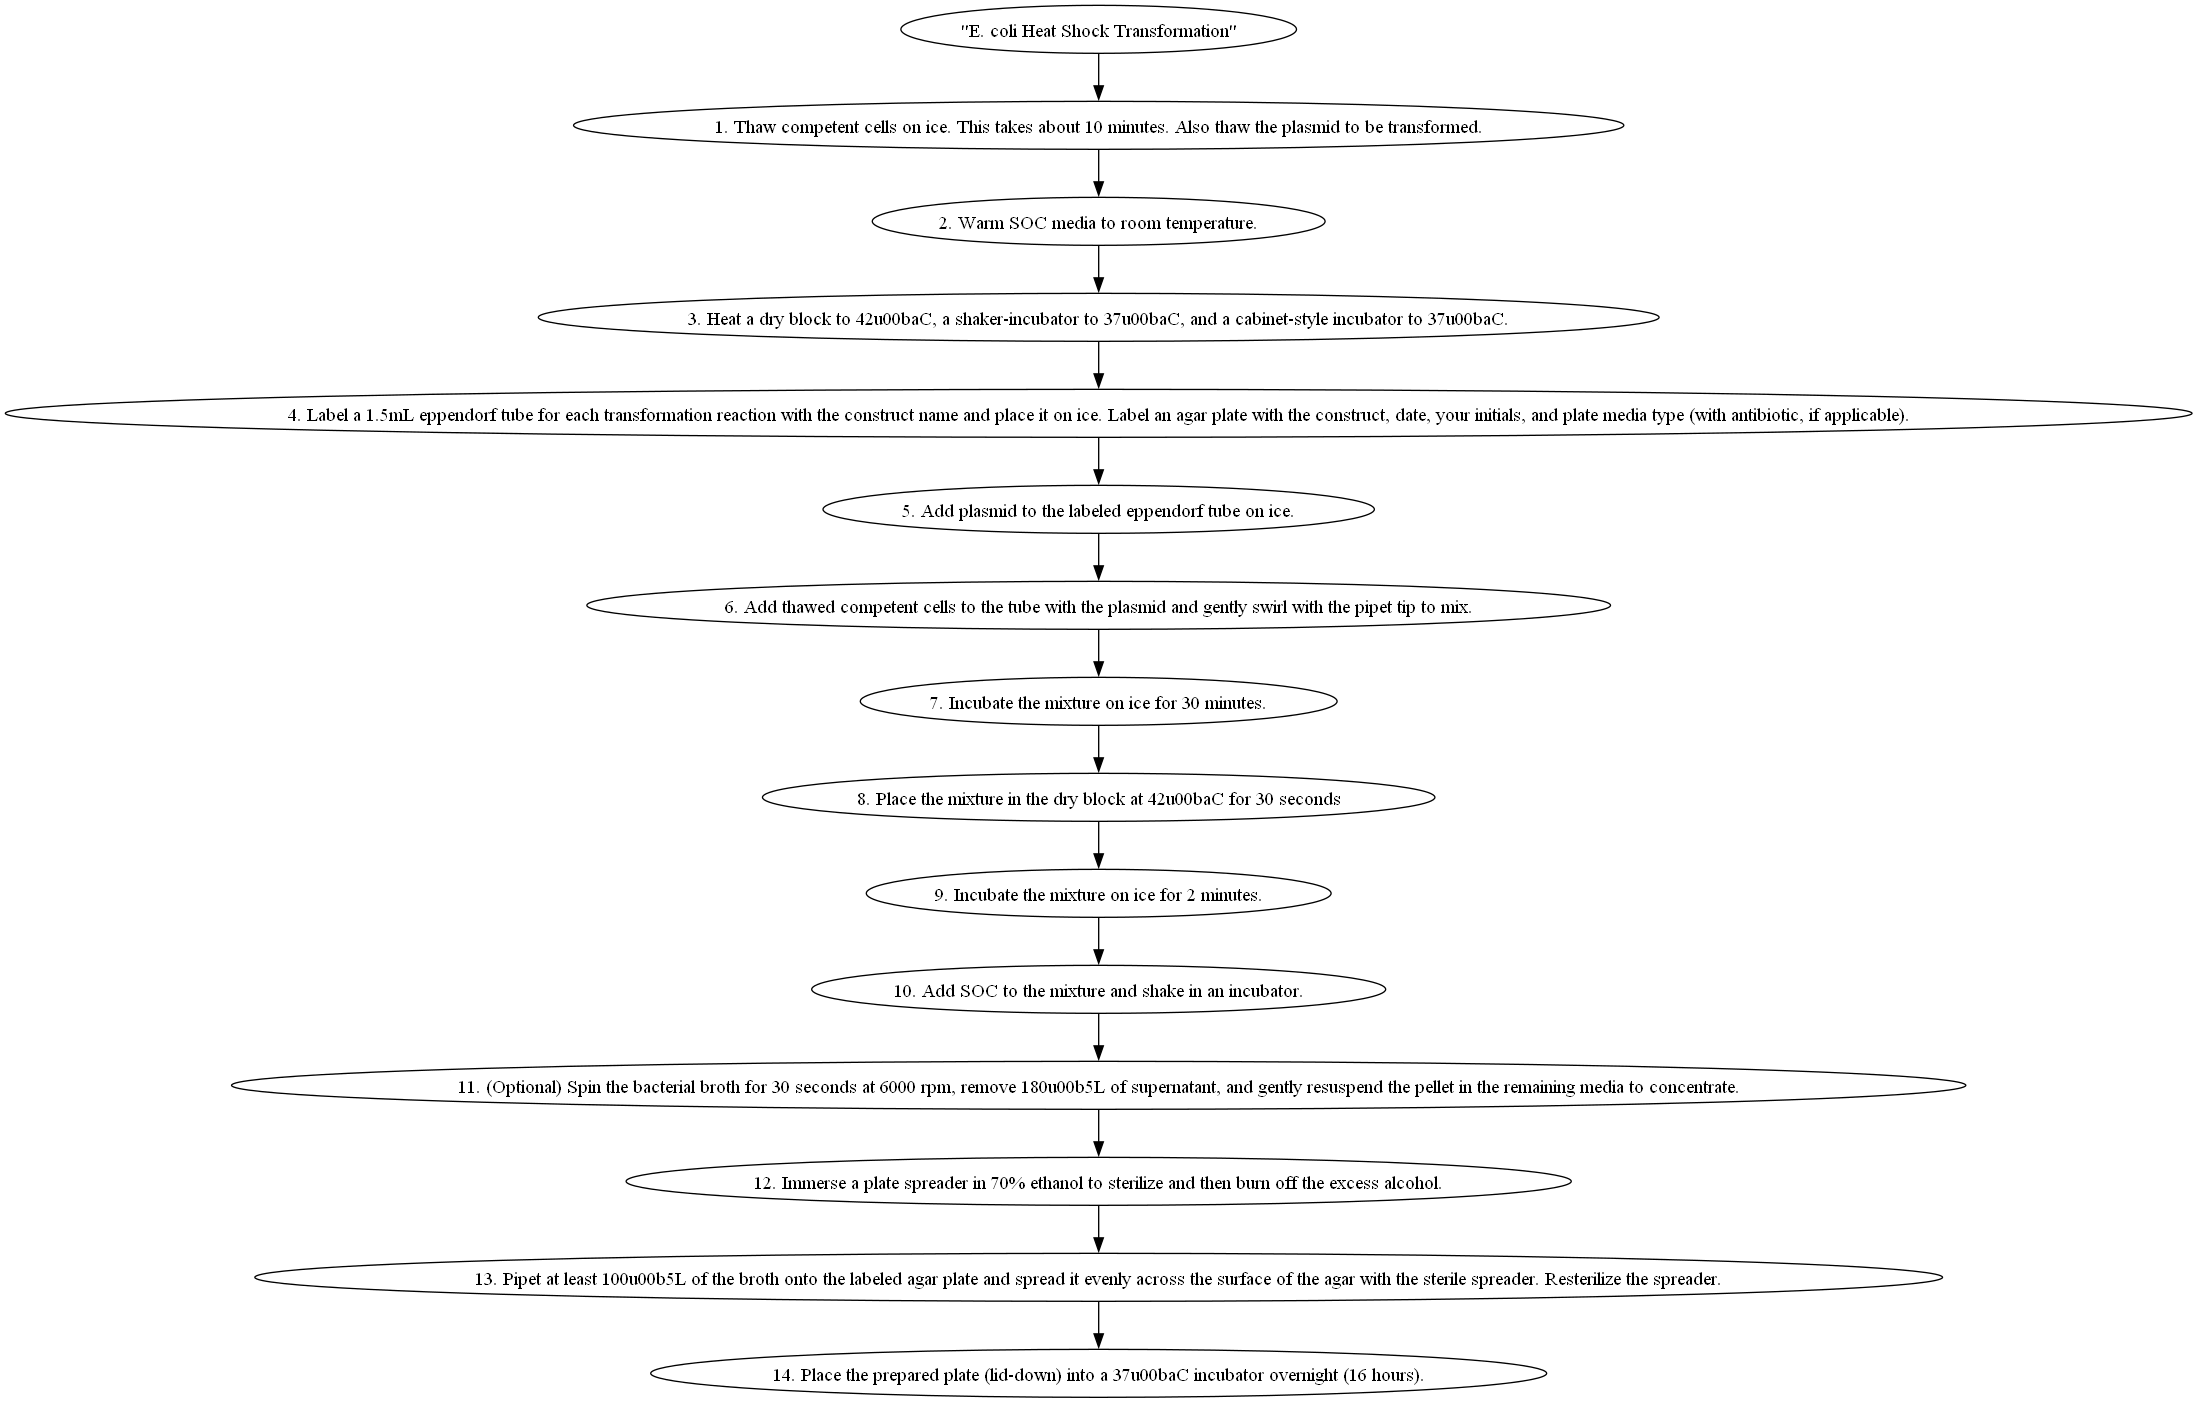 "E. coli Heat Shock Transformation"
1. Thaw competent cells on ice. This takes about 10 minutes. Also thaw the plasmid to be transformed.
2. Warm SOC media to room temperature.
3. Heat a dry block to 42u00baC, a shaker-incubator to 37u00baC, and a cabinet-style incubator to 37u00baC.
4. Label a 1.5mL eppendorf tube for each transformation reaction with the construct name and place it on ice. Label an agar plate with the construct, date, your initials, and plate media type (with antibiotic, if applicable).
5. Add plasmid to the labeled eppendorf tube on ice.
6. Add thawed competent cells to the tube with the plasmid and gently swirl with the pipet tip to mix.
7. Incubate the mixture on ice for 30 minutes.
8. Place the mixture in the dry block at 42u00baC for 30 seconds
9. Incubate the mixture on ice for 2 minutes.
10. Add SOC to the mixture and shake in an incubator.
11. (Optional) Spin the bacterial broth for 30 seconds at 6000 rpm, remove 180u00b5L of supernatant, and gently resuspend the pellet in the remaining media to concentrate.
12. Immerse a plate spreader in 70% ethanol to sterilize and then burn off the excess alcohol.
13. Pipet at least 100u00b5L of the broth onto the labeled agar plate and spread it evenly across the surface of the agar with the sterile spreader. Resterilize the spreader.
14. Place the prepared plate (lid-down) into a 37u00baC incubator overnight (16 hours).